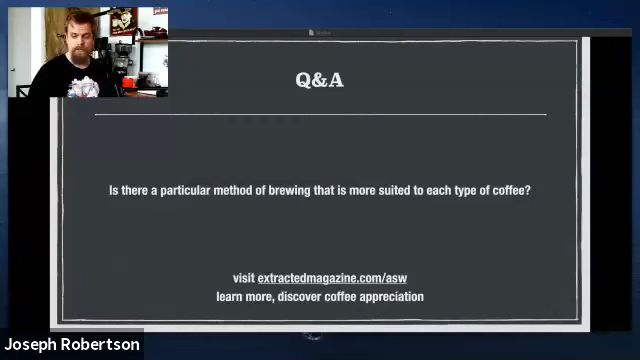 Q&A
Is there a particular method of brewing that is more suited to each type of coffee?
visit extractedmagazine.com/asw
learn more, discover coffee appreciation
Joseph Robertson